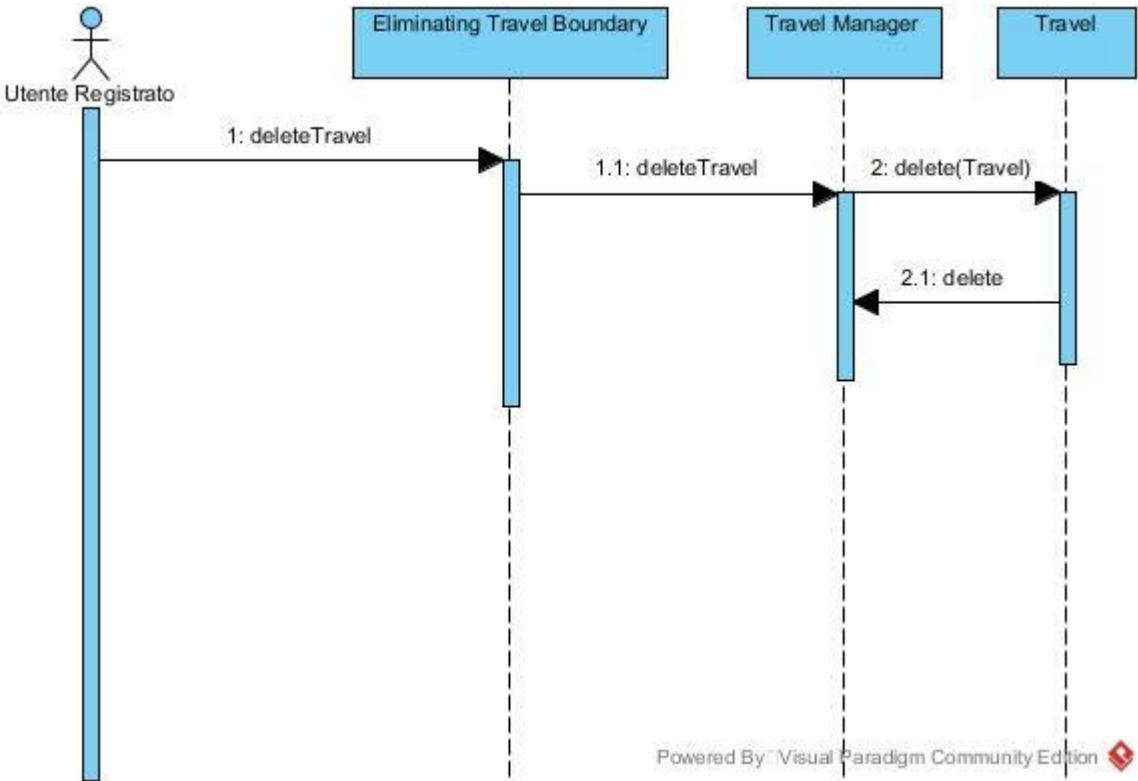 Eliminating Travel Boundary
Travel Manager
Travel
Utente Registrato
1: deleteTravel
1.1: deleteTravel
2: delete(Travel)
2.1: delete
Powered By Visual Paradigm Community Edition